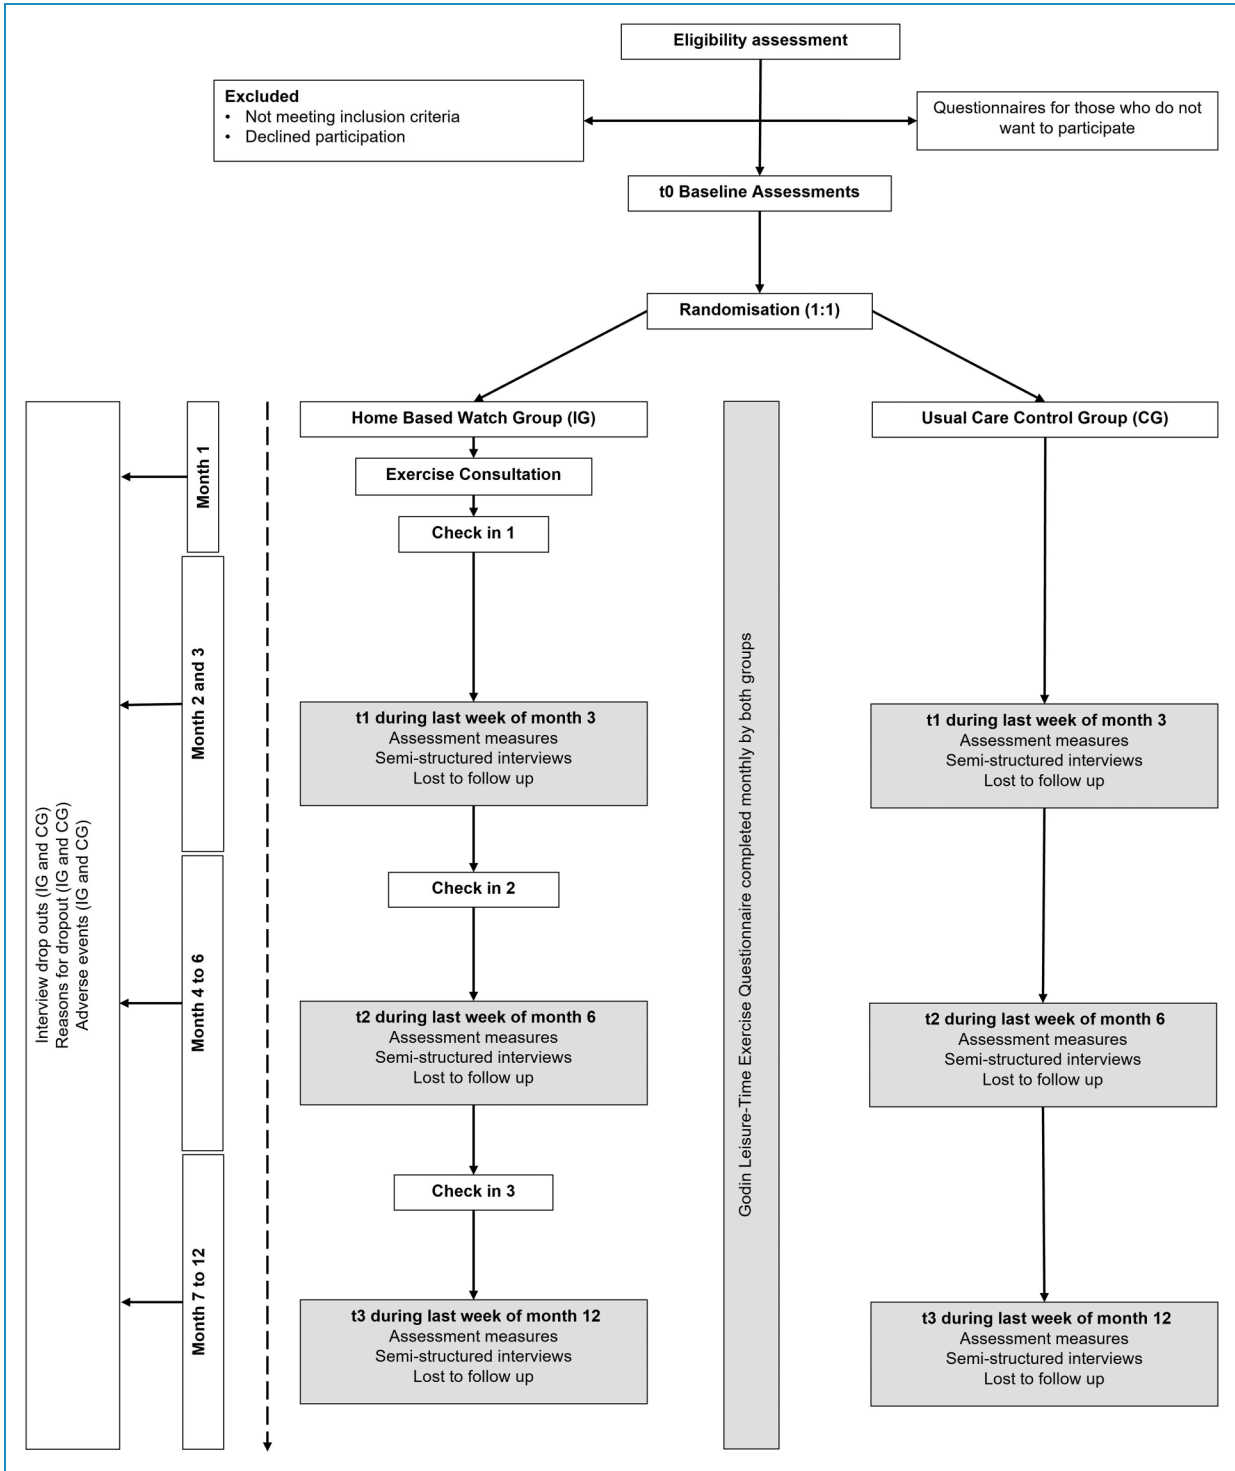 Eligibility assessment
Excluded
• Not meeting inclusion criteria
• Declined participation
Questionnaires for those who do not
want to participate
t0 Baseline Assessments
Randomisation (1:1)
Interview drop outs (IG and CG)
Reasons for dropout (IG and CG)
Adverse events (IG and CG)
Month 1
Month 2 and 3
Month 4 to 6
Month 7 to 12
Home Based Watch Group (IG)
Exercise Consultation
Check in 1
t1 during last week of month 3
Assessment measures
Semi-structured interviews
Lost to follow up
Check in 2
t2 during last week of month 6
Assessment measures
Semi-structured interviews
Lost to follow up
Check in 3
t3 during last week of month 12
Assessment measures
Semi-structured interviews
Lost to follow up
Godin Leisure-Time Exercise Questionnaire completed monthly by both groups
Usual Care Control Group (CG)
t1 during last week of month 3
Assessment measures
Semi-structured interviews
Lost to follow up
t2 during last week of month 6
Assessment measures
Semi-structured interviews
Lost to follow up
t3 during last week of month 12
Assessment measures
Semi-structured interviews
Lost to follow up